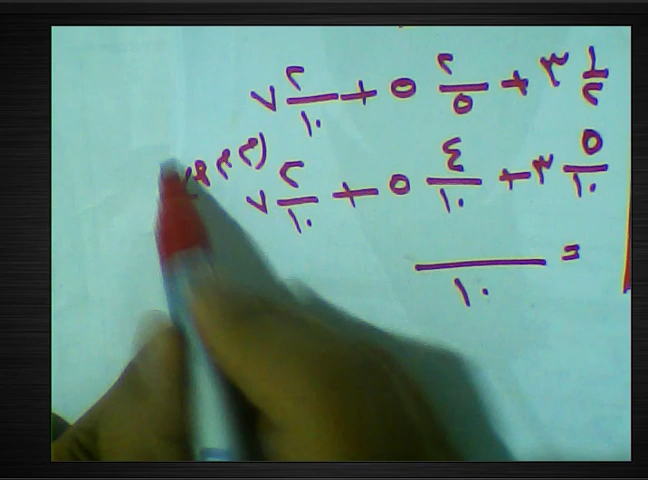 ٧ ٢/١٠ + ٥ ٢/٥ + ٣ ١/٢
٧ ٢/١٠ + ٥ ٤/١٠ + ٣ ٥/١٠
/١٠ =